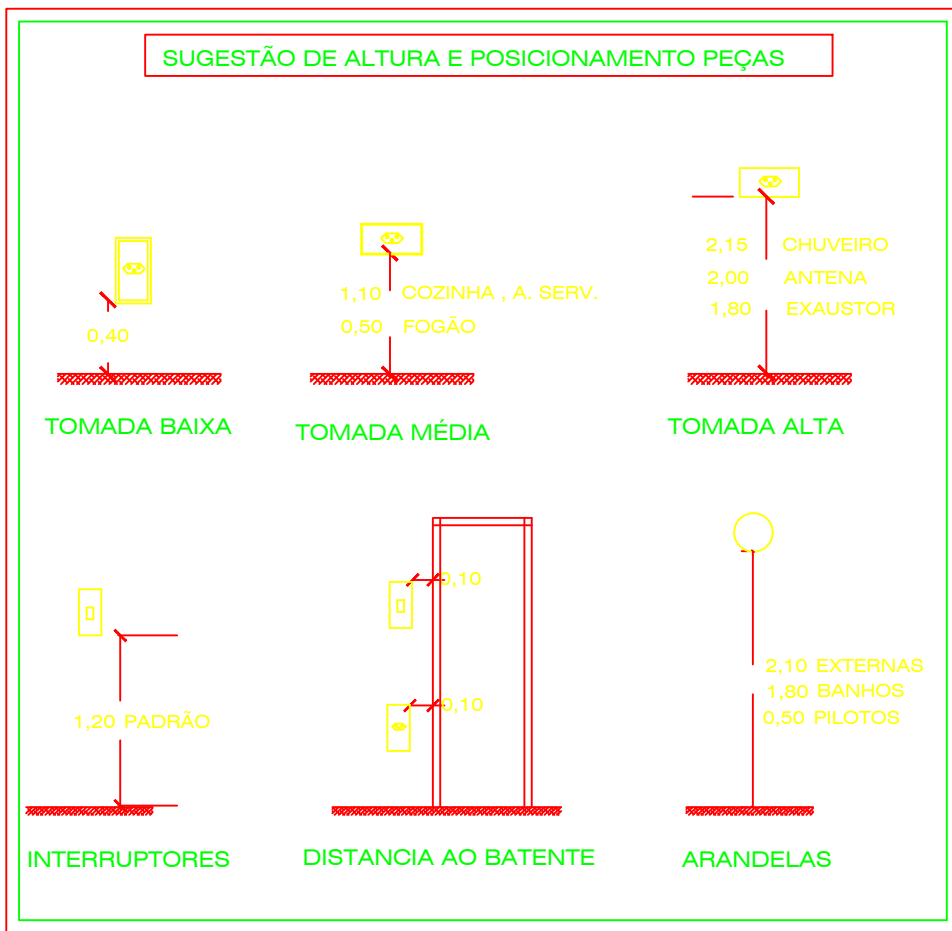 SUGESTÃO DE ALTURA E POSICIONAMENTO PEÇAS
0,40
TOMADA BAIXA
1,10 COZINHA , A. SERV.
0,50 FOGÃO
TOMADA MÉDIA
2,15 CHUVEIRO
2,00 ANTENA
1,80 EXAUSTOR
TOMADA ALTA
1,20 PADRÃO
INTERRUPTORES
0,10
0,10
DISTANCIA AO BATENTE
2,10 EXTERNAS
1,80 BANHOS
0,50 PILOTOS
ARANDELAS